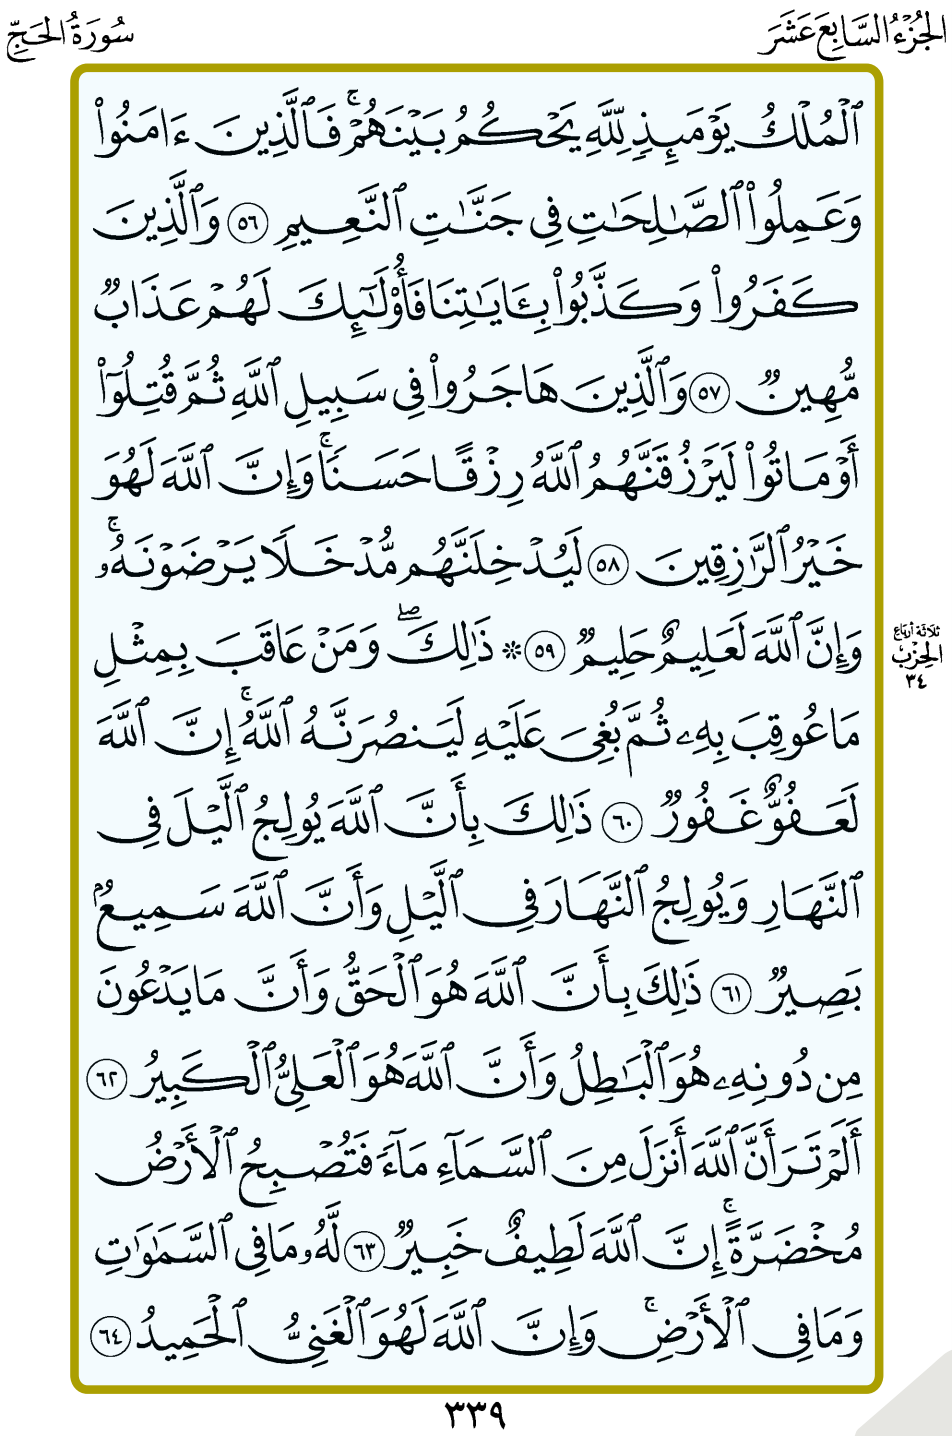 الجُزْءُ السَّابِعَ عَشَرَ
سُورَةُ الحَجِّ
ٱلْمُلْكُ يَوْمَئِذٍ لِّلَّهِ يَحْكُمُ بَيْنَهُمْۚ فَٱلَّذِينَ ءَامَنُوا۟
وَعَمِلُوا۟ ٱلصَّـٰلِحَـٰتِ فِى جَنَّـٰتِ ٱلنَّعِيمِ ٥٦ وَٱلَّذِينَ
كَفَرُوا۟ وَكَذَّبُوا۟ بِـَٔايَـٰتِنَا فَأُو۟لَـٰٓئِكَ لَهُمْ عَذَابٌ
مُّهِينٌ ٥٧ وَٱلَّذِينَ هَاجَرُوا۟ فِى سَبِيلِ ٱللَّهِ ثُمَّ قُتِلُوٓا۟
أَوْ مَاتُوا۟ لَيَرْزُقَنَّهُمُ ٱللَّهُ رِزْقًا حَسَنًاۚ وَإِنَّ ٱللَّهَ لَهُوَ
خَيْرُ ٱلرَّٰزِقِينَ ٥٨ لَيُدْخِلَنَّهُم مُّدْخَلًا يَرْضَوْنَهُۥۚ
وَإِنَّ ٱللَّهَ لَعَلِيمٌ حَلِيمٌ ٥٩ ۞ ذَٰلِكَۖ وَمَنْ عَاقَبَ بِمِثْلِ
ثلاثة أرباع
الحِزْب
٣٤
مَا عُوقِبَ بِهِۦ ثُمَّ بُغِىَ عَلَيْهِ لَيَنصُرَنَّهُ ٱللَّهُۚ إِنَّ ٱللَّهَ
لَعَفُوٌّ غَفُورٌ ٦٠ ذَٰلِكَ بِأَنَّ ٱللَّهَ يُولِجُ ٱلَّيْلَ فِى
ٱلنَّهَارِ وَيُولِجُ ٱلنَّهَارَ فِى ٱلَّيْلِ وَأَنَّ ٱللَّهَ سَمِيعٌۢ
بَصِيرٌ ٦١ ذَٰلِكَ بِأَنَّ ٱللَّهَ هُوَ ٱلْحَقُّ وَأَنَّ مَا يَدْعُونَ
مِن دُونِهِۦ هُوَ ٱلْبَـٰطِلُ وَأَنَّ ٱللَّهَ هُوَ ٱلْعَلِىُّ ٱلْكَبِيرُ ٦٢
أَلَمْ تَرَ أَنَّ ٱللَّهَ أَنزَلَ مِنَ ٱلسَّمَآءِ مَآءً فَتُصْبِحُ ٱلْأَرْضُ
مُخْضَرَّةًۚ إِنَّ ٱللَّهَ لَطِيفٌ خَبِيرٌ ٦٣ لَّهُۥ مَا فِى ٱلسَّمَـٰوَٰتِ
وَمَا فِى ٱلْأَرْضِۚ وَإِنَّ ٱللَّهَ لَهُوَ ٱلْغَنِىُّ ٱلْحَمِيدُ ٦٤
٣٣٩